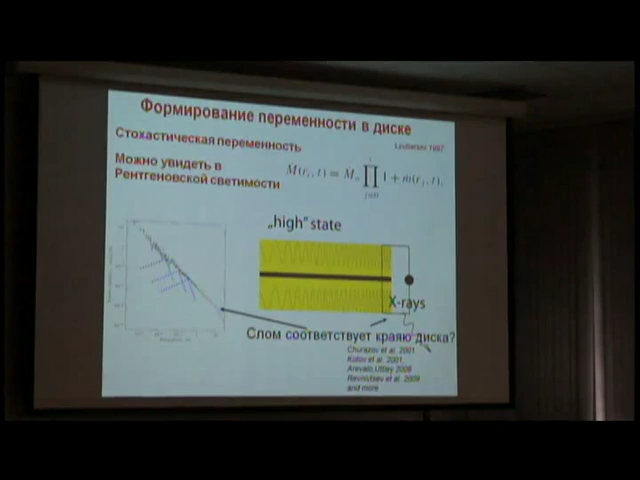 Формирование переменности в диске
Lyubarskii 1997
Стохастическая переменность
Можно увидеть в
Рентгеновской светимости
„high” state
X-rays
Слом соответствует краяю диска?
Churazov et al. 2001
Kotov et al. 2001,
Arevalo, Uttley 2006
Revnivtsev et al. 2009
and more